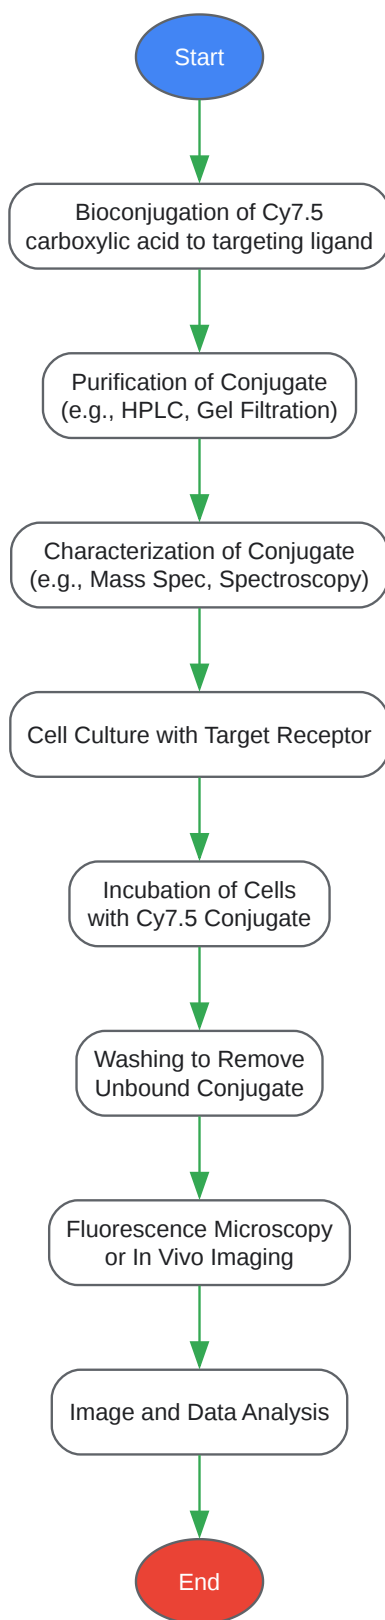 Start
Bioconjugation of Cy7.5
carboxylic acid to targeting ligand
Purification of Conjugate
(e.g., HPLC, Gel Filtration)
Characterization of Conjugate
(e.g., Mass Spec, Spectroscopy)
Cell Culture with Target Receptor
Incubation of Cells
with Cy7.5 Conjugate
Washing to Remove
Unbound Conjugate
Fluorescence Microscopy
or In Vivo Imaging
Image and Data Analysis
End